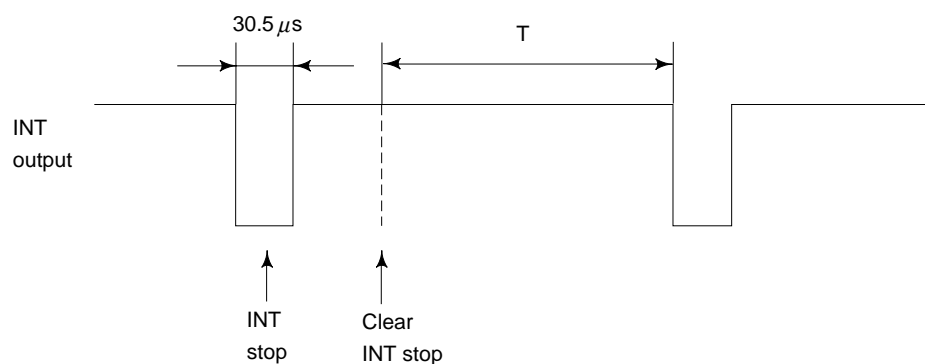 30.5 μs
T
INT
output
INT
stop
Clear
INT stop